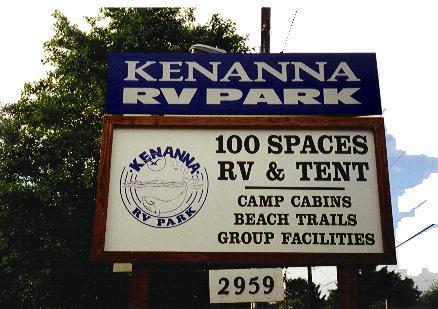 KENANNA
RV PARK
KENANNA
RV PARK
100 SPACES
RV & TENT
CAMP CABINS
BEACH TRAILS
GROUP FACILITIES
2959